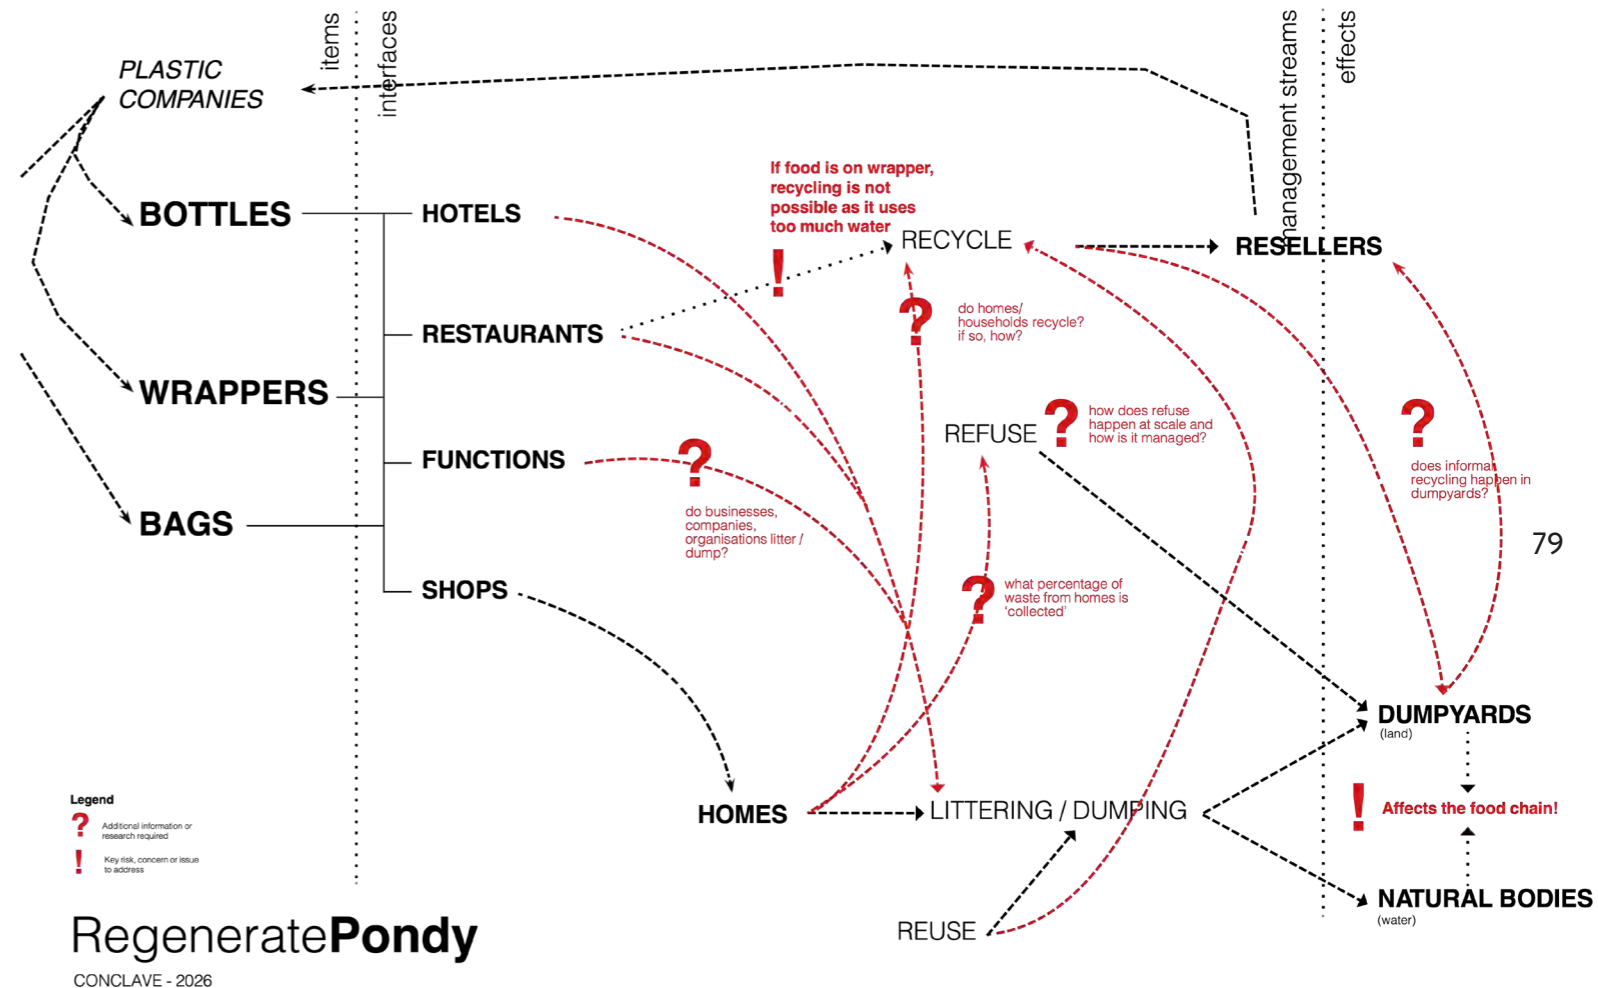 items
interfaces
management streams
effects
PLASTIC
COMPANIES
BOTTLES
WRAPPERS
BAGS
HOTELS
RESTAURANTS
FUNCTIONS
SHOPS
HOMES
If food is on wrapper,
recycling is not
possible as it uses
too much water
!
RECYCLE
RESELLERS
?
do homes/
households recycle?
if so, how?
REFUSE
?
how does refuse
happen at scale and
how is it managed?
?
do businesses,
companies,
organisations litter /
dump?
?
what percentage of
waste from homes is
‘collected’
?
does informal
recycling happen in
dumpyards?
79
LITTERING / DUMPING
REUSE
DUMPYARDS
(land)
! Affects the food chain!
NATURAL BODIES
(water)
Legend
? Additional information or
research required
! Key risk, concern or issue
to address
RegeneratePondy
CONCLAVE - 2026